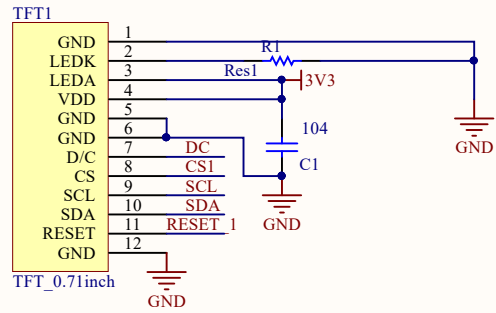 TFT1
GND 1
LEDK 2 R1
Res1
LEDA 3 3V3
VDD 4
GND 5
GND 6 104
D/C 7 DC
C1
CS 8 CS1
SCL 9 SCL
SDA 10 SDA
RESET 11 RESET_1
GND 12
GND
GND
TFT_0.71inch
GND